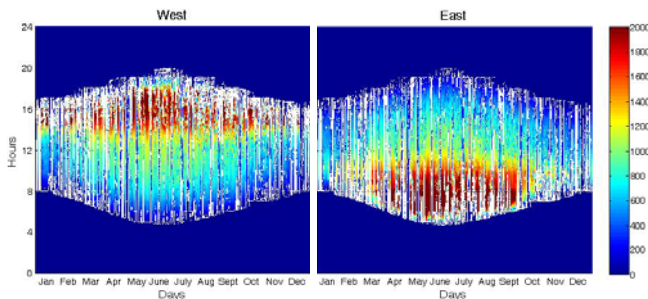 West
East
24
20
16
12
8
4
0
Hours
Jan Feb Mar Apr May June July Aug Sept Oct Nov Dec
Days
Jan Feb Mar Apr May June July Aug Sept Oct Nov Dec
Days
2000
1800
1600
1400
1200
1000
800
600
400
200
0